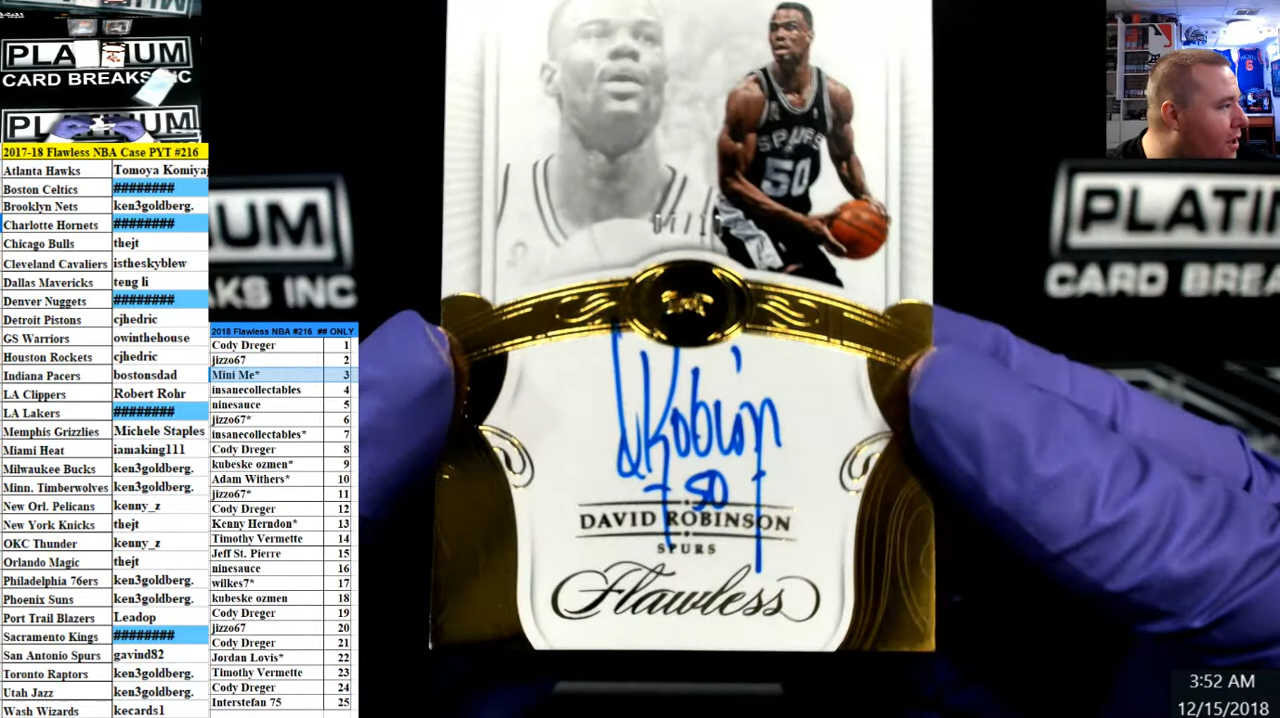 PLATINUM
CARD BREAKS INC
2017-18 Flawless NBA Case PYT #216
Atlanta Hawks Tomoya Komiya
Boston Celtics ########
Brooklyn Nets ken3goldberg.
Charlotte Hornets ########
Chicago Bulls thejt
Cleveland Cavaliers istheskyblew
Dallas Mavericks teng li
Denver Nuggets ########
Detroit Pistons cjhedric
GS Warriors owinthehouse
Houston Rockets cjhedric
Indiana Pacers bostonsdad
LA Clippers Robert Rohr
LA Lakers ########
Memphis Grizzlies Michele Staples
Miami Heat iamaking111
Milwaukee Bucks ken3goldberg.
Minn. Timberwolves ken3goldberg.
New Orl. Pelicans kenny_z
New York Knicks thejt
OKC Thunder kenny_z
Orlando Magic thejt
Philadelphia 76ers ken3goldberg.
Phoenix Suns ken3goldberg.
Port Trail Blazers Leadop
Sacramento Kings ########
San Antonio Spurs gavind82
Toronto Raptors ken3goldberg.
Utah Jazz ken3goldberg.
Wash Wizards kecards1
2018 Flawless NBA #216 ## ONLY
Cody Dreger 1
jizzo67 2
Mini Me* 3
insanecollectables 4
ninesauce 5
jizzo67* 6
insanecollectables* 7
Cody Dreger 8
kubeske ozmen* 9
Adam Withers* 10
jizzo67* 11
Cody Dreger 12
Kenny Herndon* 13
Timothy Vermette 14
Jeff St. Pierre 15
ninesauce 16
wilkes7* 17
kubeske ozmen 18
Cody Dreger 19
jizzo67 20
Cody Dreger 21
Jordan Lovis* 22
Timothy Vermette 23
Cody Dreger 24
Interstefan 75 25
UM
KS INC
SPURS
50
DRobinson
50
DAVID ROBINSON
SPURS
Flawless
PLATIN
CARD BREAKS
6
3:52 AM
12/15/2018